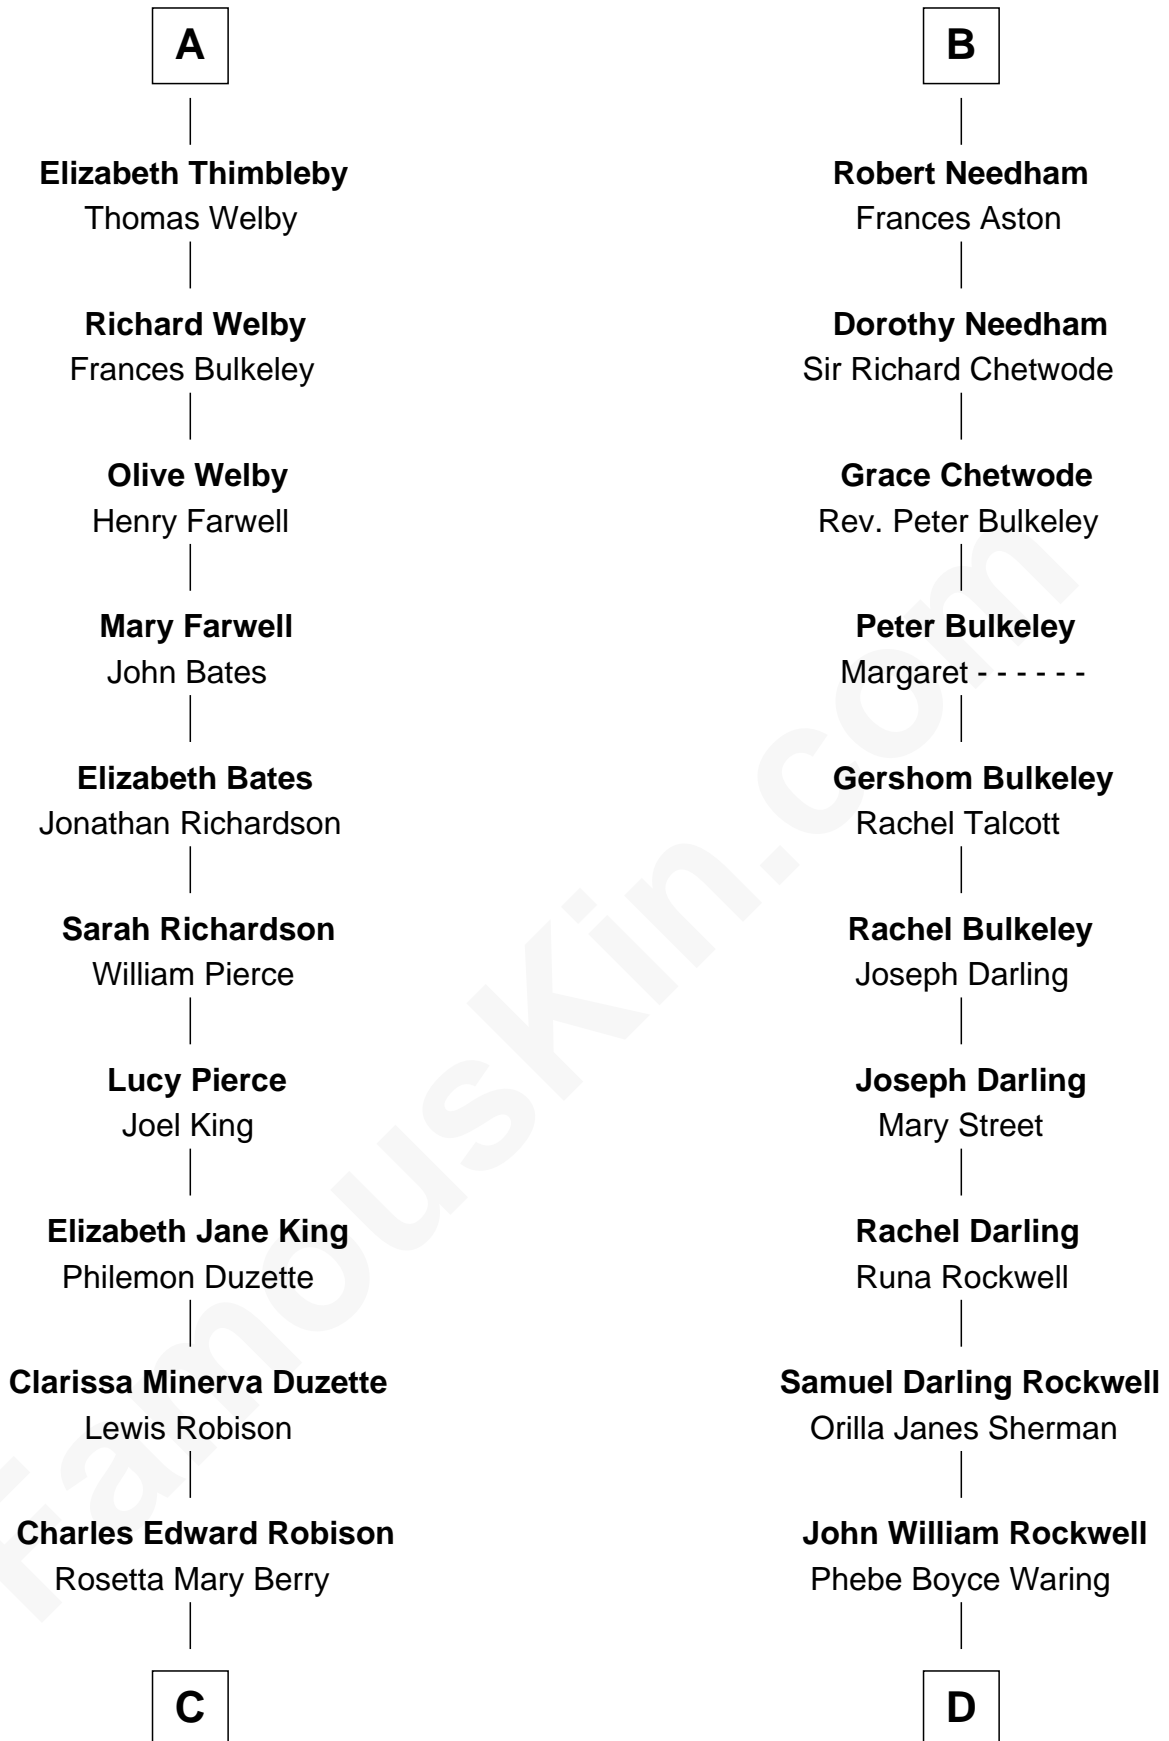 A
Elizabeth Thimbleby
Thomas Welby
Richard Welby
Frances Bulkeley
Olive Welby
Henry Farwell
Mary Farwell
John Bates
Elizabeth Bates
Jonathan Richardson
Sarah Richardson
William Pierce
Lucy Pierce
Joel King
Elizabeth Jane King
Philemon Duzette
Clarissa Minerva Duzette
Lewis Robison
Charles Edward Robison
Rosetta Mary Berry
C
B
Robert Needham
Frances Aston
Dorothy Needham
Sir Richard Chetwode
Grace Chetwode
Rev. Peter Bulkeley
Peter Bulkeley
Margaret - - - - - -
Gershom Bulkeley
Rachel Talcott
Rachel Bulkeley
Joseph Darling
Joseph Darling
Mary Street
Rachel Darling
Runa Rockwell
Samuel Darling Rockwell
Orilla Janes Sherman
John William Rockwell
Phebe Boyce Waring
D
FamousKin.com